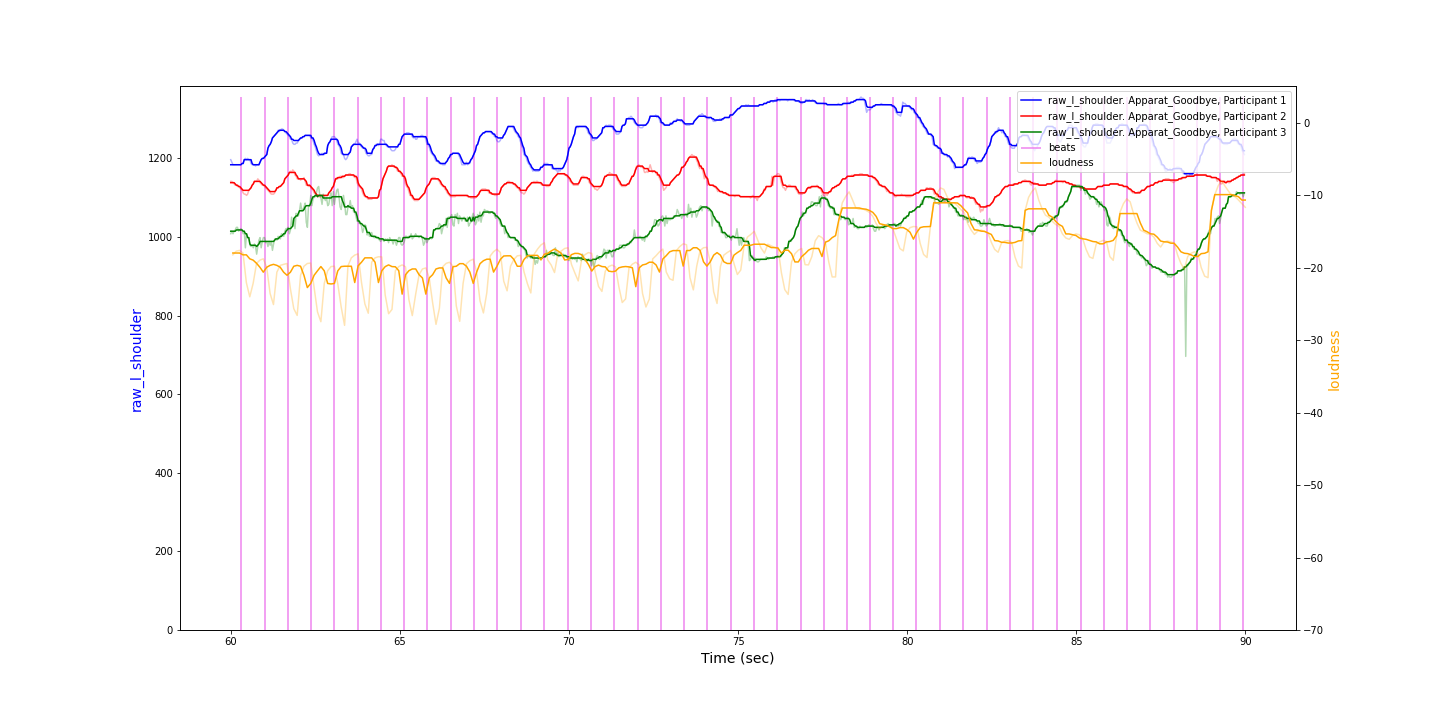 raw_l_shoulder. Apparat_Goodbye, Participant 1
raw_l_shoulder. Apparat_Goodbye, Participant 2
raw_l_shoulder. Apparat_Goodbye, Participant 3
beats
loudness
raw_l_shoulder
1200
1000
800
600
400
200
0
0
−10
−20
−30
−40
−50
−60
−70
loudness
60
65
70
75
80
85
90
Time (sec)